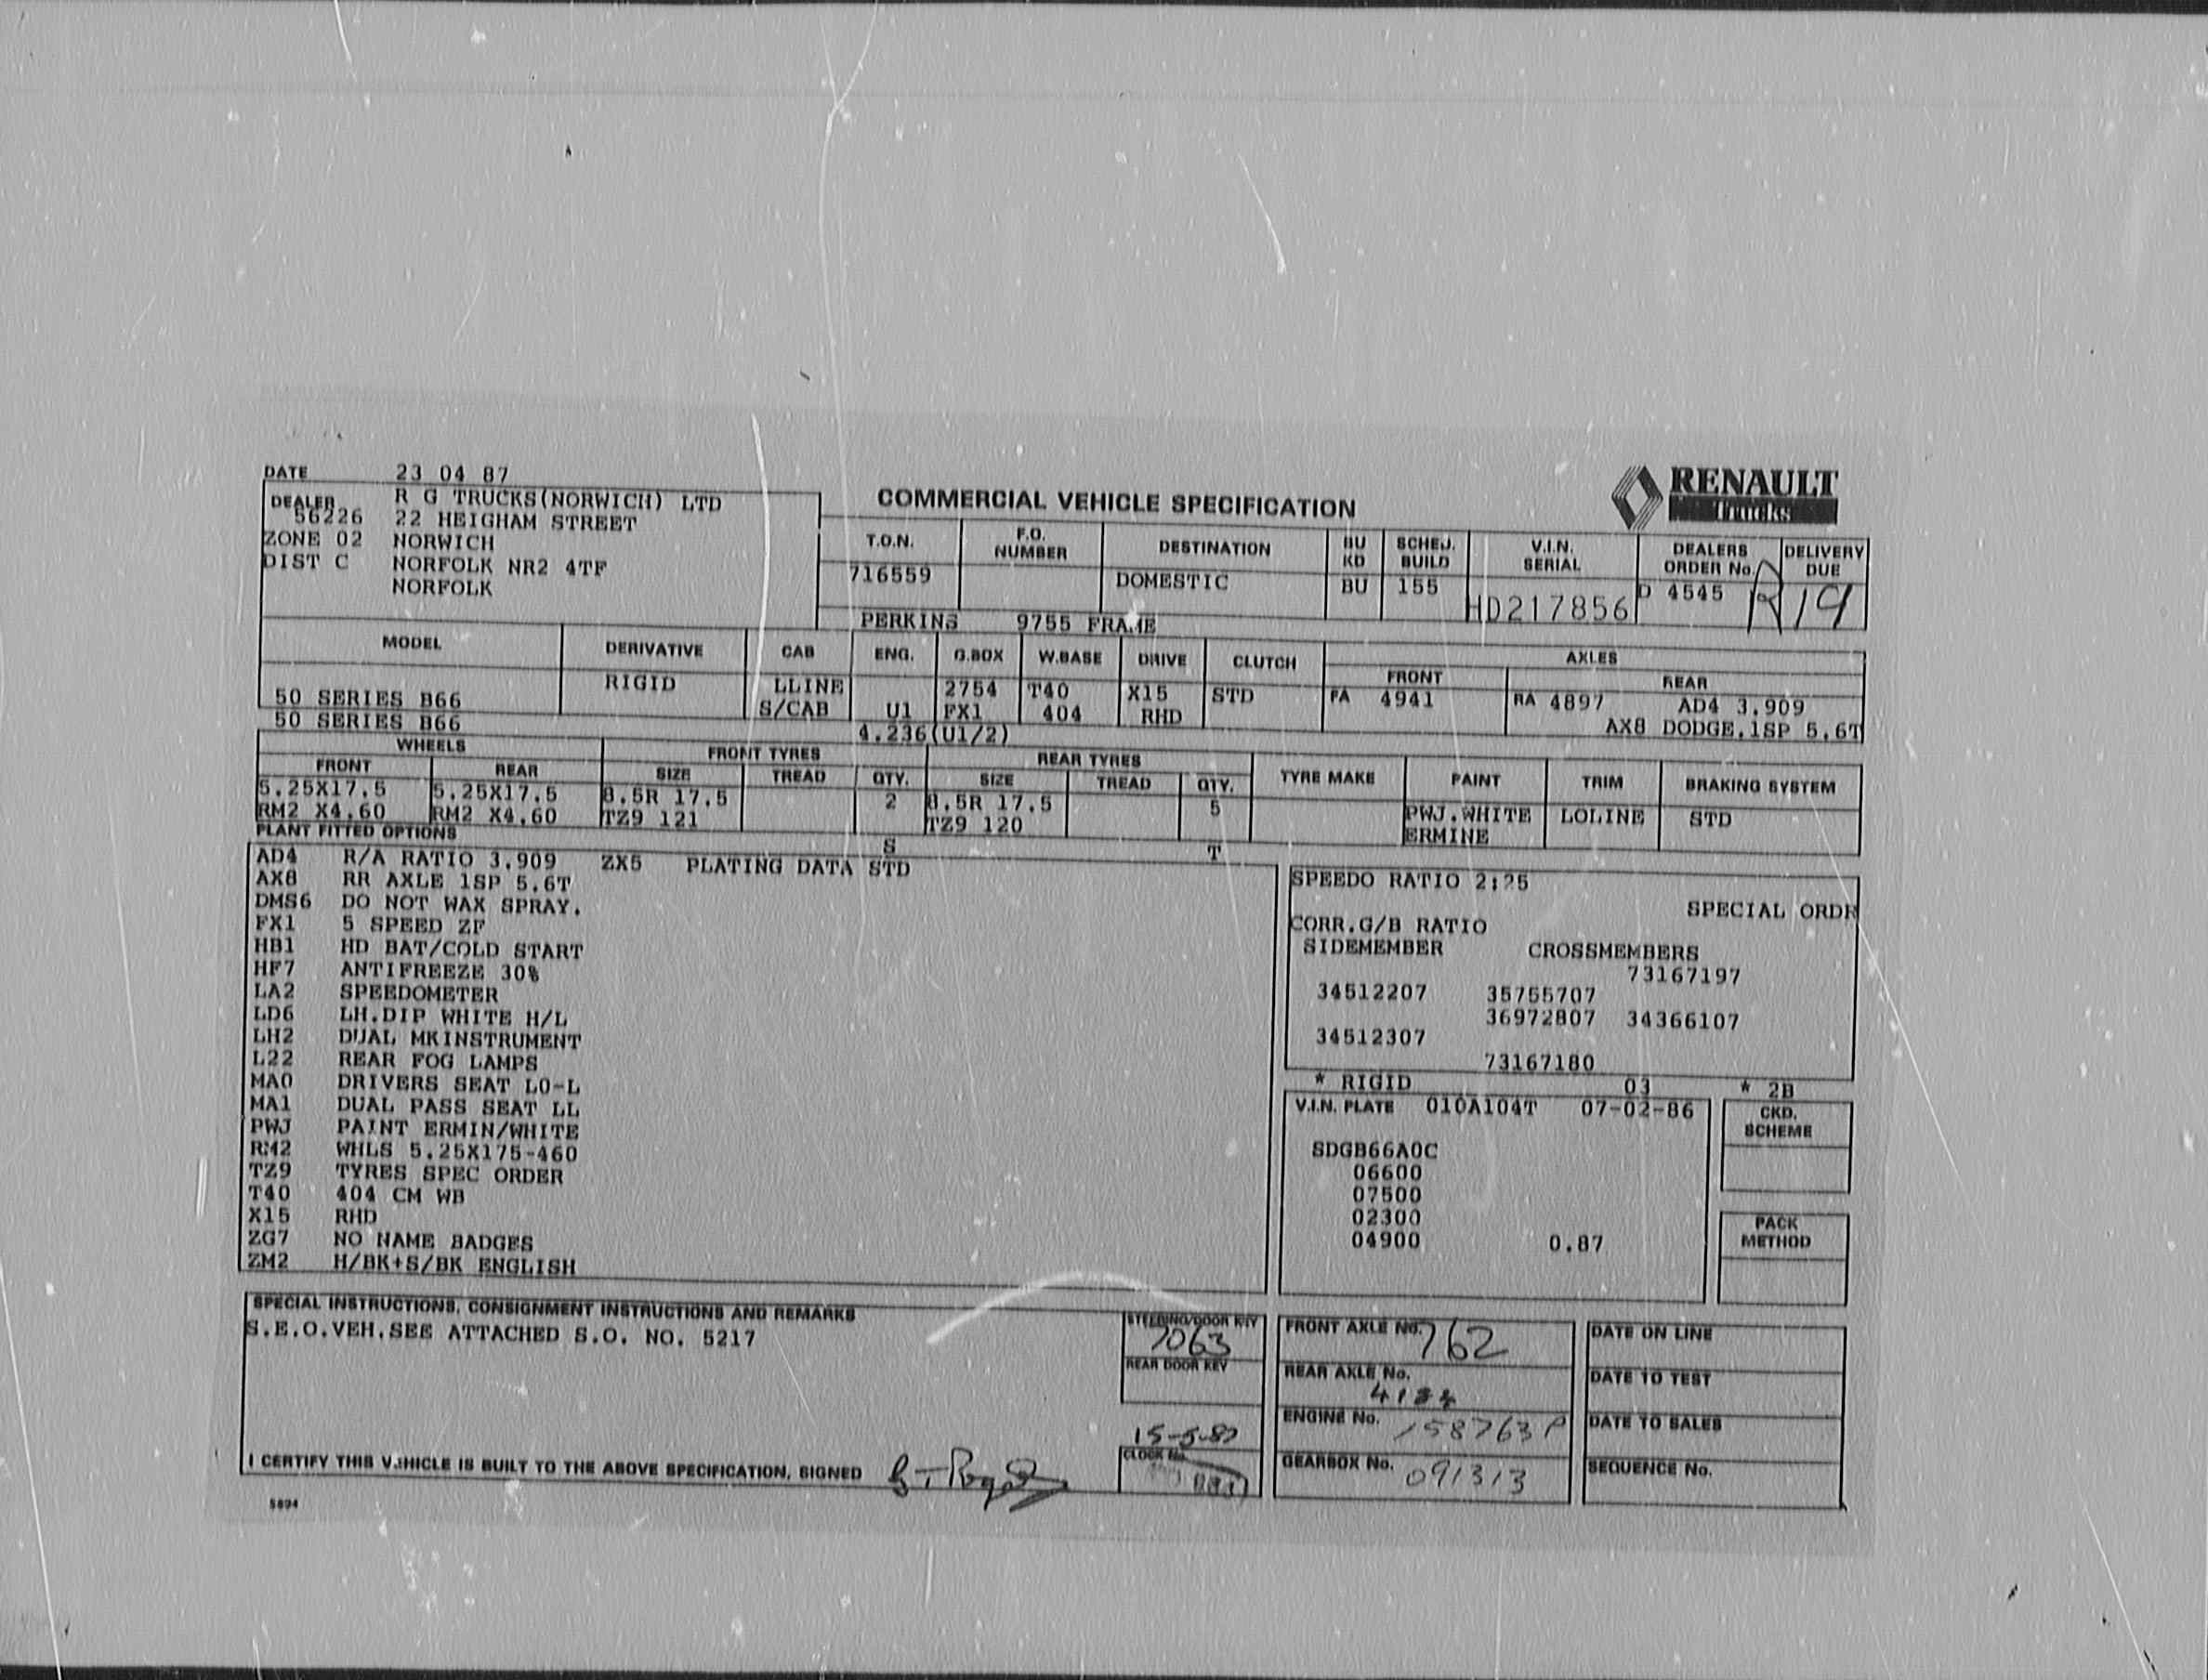 DATE 23 04 87
DEALER R G TRUCKS(NORWICH) LTD
56226 22 HEIGHAM STREET
ZONE 02 NORWICH
DIST C NORFOLK NR2 4TF
NORFOLK
COMMERCIAL VEHICLE SPECIFICATION
RENAULT
Trucks
T.O.N. F.O. NUMBER DESTINATION BU KD SCHED. BUILD V.I.N. SERIAL DEALERS ORDER No. DELIVERY DUE
716559 DOMESTIC BU 155 HD217856 D 4545 R19
PERKINS 9755 FRAME
MODEL DERIVATIVE CAB ENG. G.BOX W.BASE DRIVE CLUTCH AXLES
FRONT REAR
RIGID LLINE 2754 T40 X15 STD FA 4941 RA 4897 AD4 3.909
50 SERIES B66 S/CAB U1 FX1 404 RHD AX8 DODGE.1SP 5.6T
50 SERIES B66 4.236(U1/2)
WHEELS FRONT TYRES REAR TYRES
FRONT REAR SIZE TREAD QTY. SIZE TREAD QTY. TYRE MAKE PAINT TRIM BRAKING SYSTEM
5.25X17.5 5.25X17.5 8.5R 17.5 2 8.5R 17.5 5 PWJ.WHITE LOLINE STD
RM2 X4.60 RM2 X4.60 TZ9 121 TZ9 120 ERMINE
PLANT FITTED OPTIONS S T
AD4 R/A RATIO 3.909 ZX5 PLATING DATA STD
AX8 RR AXLE 1SP 5.6T
DMS6 DO NOT WAX SPRAY.
FX1 5 SPEED ZF
HB1 HD BAT/COLD START
HF7 ANTIFREEZE 30%
LA2 SPEEDOMETER
LD6 LH.DIP WHITE H/L
LH2 DUAL MKINSTRUMENT
L22 REAR FOG LAMPS
MA0 DRIVERS SEAT LO-L
MA1 DUAL PASS SEAT LL
PWJ PAINT ERMIN/WHITE
RM2 WHLS 5.25X175-460
TZ9 TYRES SPEC ORDER
T40 404 CM WB
X15 RHD
ZG7 NO NAME BADGES
ZM2 H/BK+S/BK ENGLISH
SPEEDO RATIO 2:25
SPECIAL ORDR
CORR.G/B RATIO
SIDEMEMBER CROSSMEMBERS
73167197
34512207 35755707
36972807 34366107
34512307
73167180
* RIGID 03 * 2B
V.I.N. PLATE 010A104T 07-02-86
SDGB66A0C
06600
07500
02300
04900 0.87
CKD. SCHEME
PACK METHOD
SPECIAL INSTRUCTIONS, CONSIGNMENT INSTRUCTIONS AND REMARKS
S.E.O.VEH.SEE ATTACHED S.O. NO. 5217
I CERTIFY THIS VEHICLE IS BUILT TO THE ABOVE SPECIFICATION, SIGNED
5894
STEERING/DOOR KEY
7063
REAR DOOR KEY
15-5-87
CLOCK No.
FRONT AXLE No. 762
REAR AXLE No.
ENGINE No. 158763P
GEARBOX No. 091313
DATE ON LINE
DATE TO TEST
DATE TO SALES
SEQUENCE No.